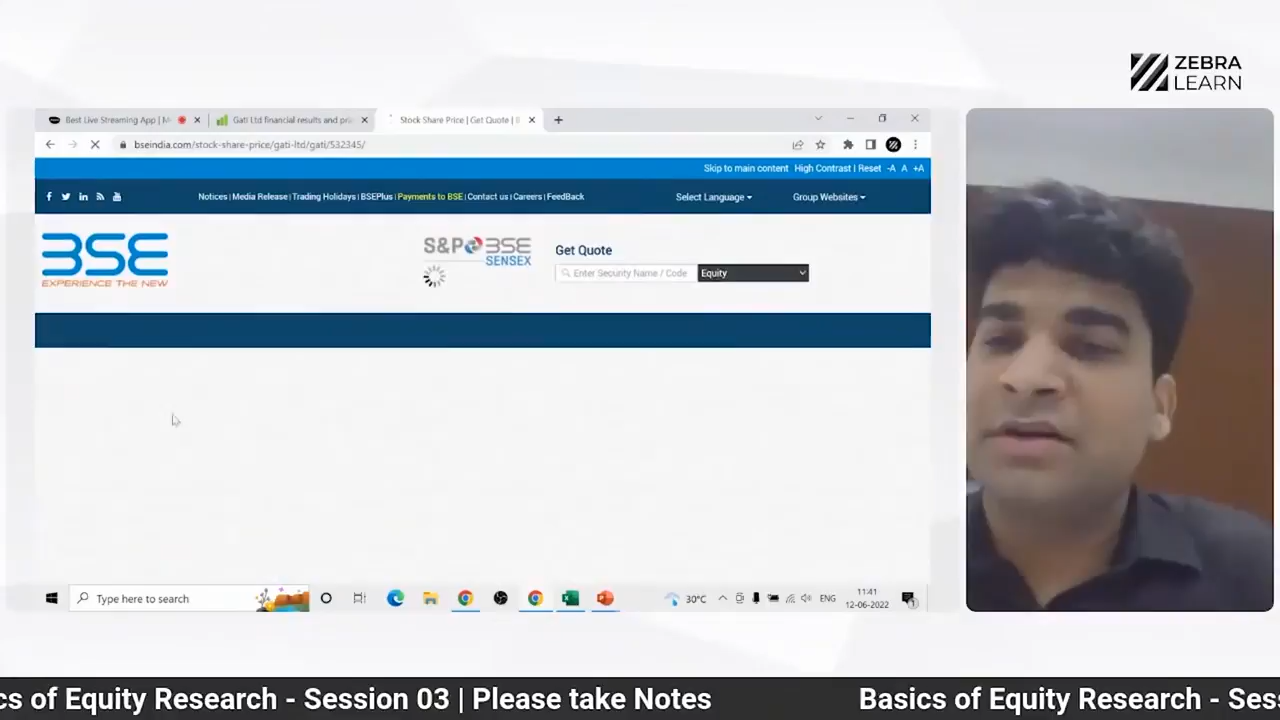 ZEBRA
LEARN
Best Live Streaming App | M
Gati Ltd financial results and pri
Stock Share Price | Get Quote |
bseindia.com/stock-share-price/gati-ltd/gati/532345/
Skip to main content High Contrast | Reset -A A +A
Notices | Media Release | Trading Holidays | BSEPlus | Payments to BSE | Contact us | Careers | FeedBack
Select Language
Group Websites
BSE
EXPERIENCE THE NEW
S&P BSE
SENSEX
Get Quote
Enter Security Name / Code
Equity
Type here to search
30°C
ENG
11:41
12-06-2022
1
cs of Equity Research - Session 03 | Please take Notes
Basics of Equity Research - Ses